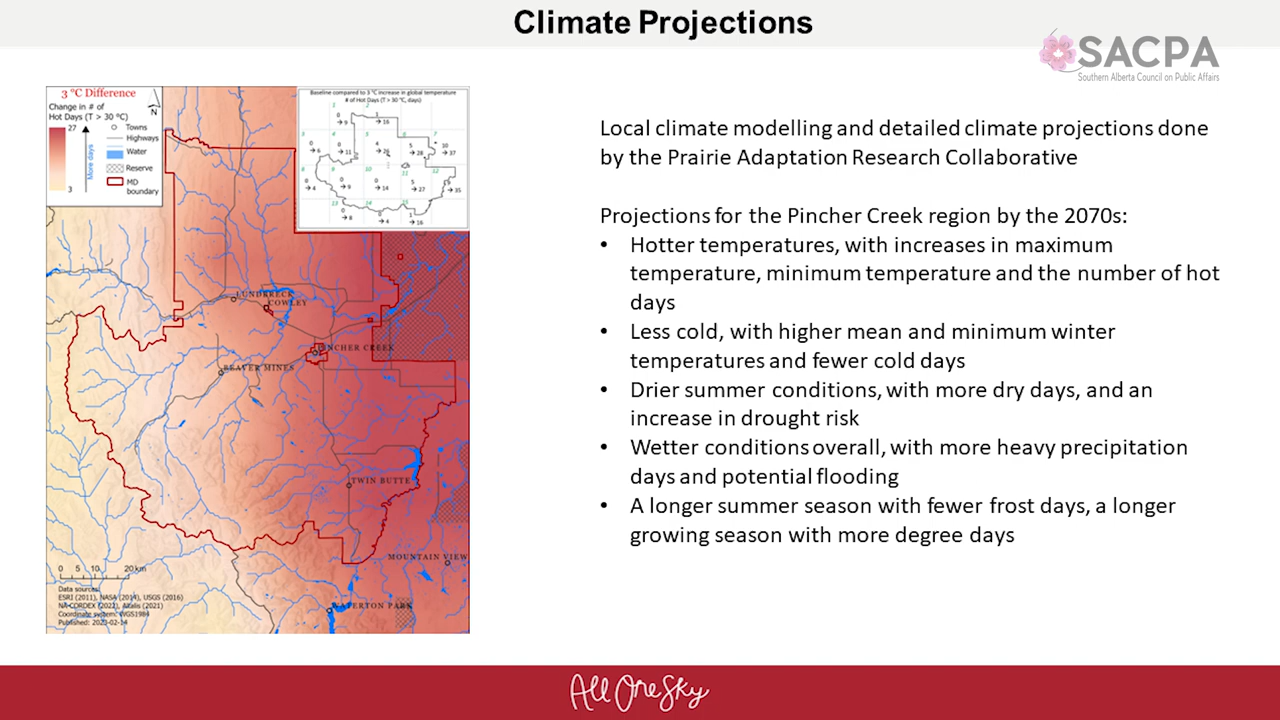 Climate Projections
SACPA
Southern Alberta Council on Public Affairs
3 °C Difference
Change in # of
Hot Days (T > 30 °C)
27
3
More days
N
Towns
Highways
Water
Reserve
MD
boundary
Baseline compared to 3 °C increase in global temperature
# of Hot Days (T > 30 °C, days)
LUNDBRECK
COWLEY
PINCHER CREEK
BEAVER MINES
TWIN BUTTE
MOUNTAIN VIEW
WATERTON PARK
0 5 10 20 km
Data sources:
ESRI (2011), NASA (2014), USGS (2016)
NA-CORDEX (2022), Altalis (2021)
Coordinate system: WGS1984
Published: 2023-02-14
Local climate modelling and detailed climate projections done
by the Prairie Adaptation Research Collaborative
Projections for the Pincher Creek region by the 2070s:
• Hotter temperatures, with increases in maximum
temperature, minimum temperature and the number of hot
days
• Less cold, with higher mean and minimum winter
temperatures and fewer cold days
• Drier summer conditions, with more dry days, and an
increase in drought risk
• Wetter conditions overall, with more heavy precipitation
days and potential flooding
• A longer summer season with fewer frost days, a longer
growing season with more degree days
All One Sky